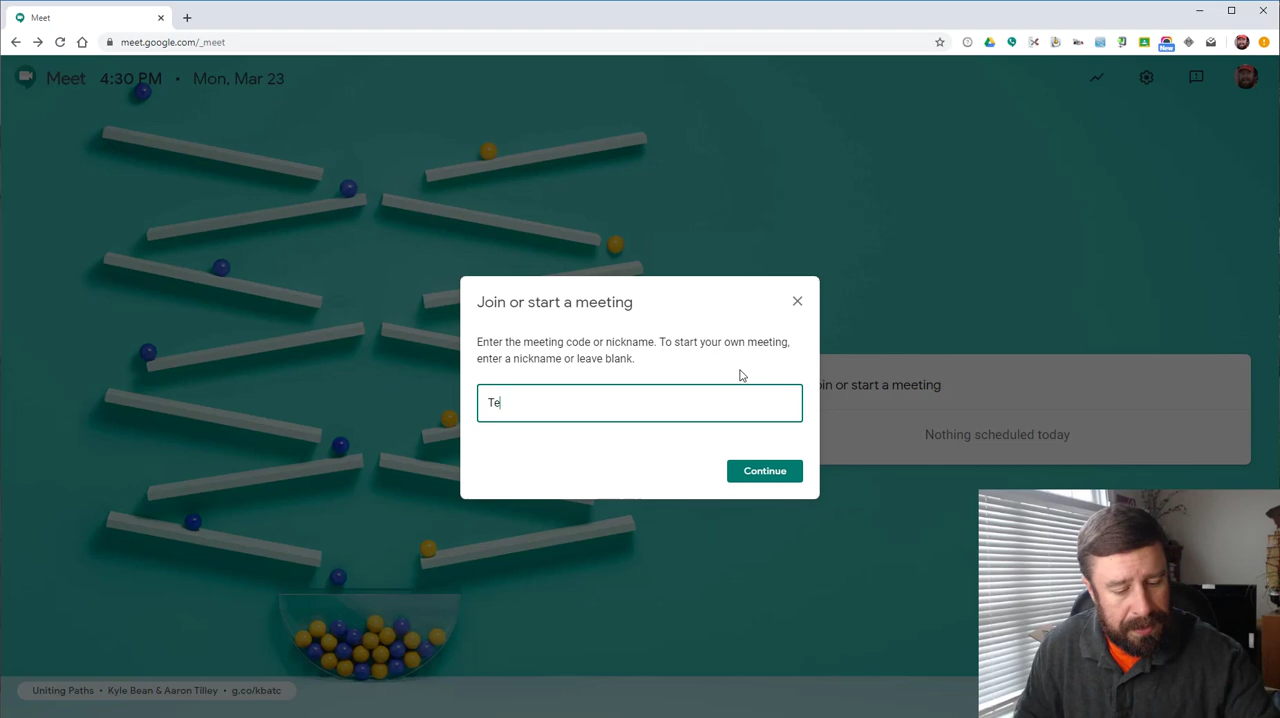 Meet
meet.google.com/_meet
New
Meet 4:30 PM • Mon, Mar 23
Join or start a meeting
Enter the meeting code or nickname. To start your own meeting,
enter a nickname or leave blank.
Te
Continue
oin or start a meeting
Nothing scheduled today
Uniting Paths • Kyle Bean & Aaron Tilley • g.co/kbatc